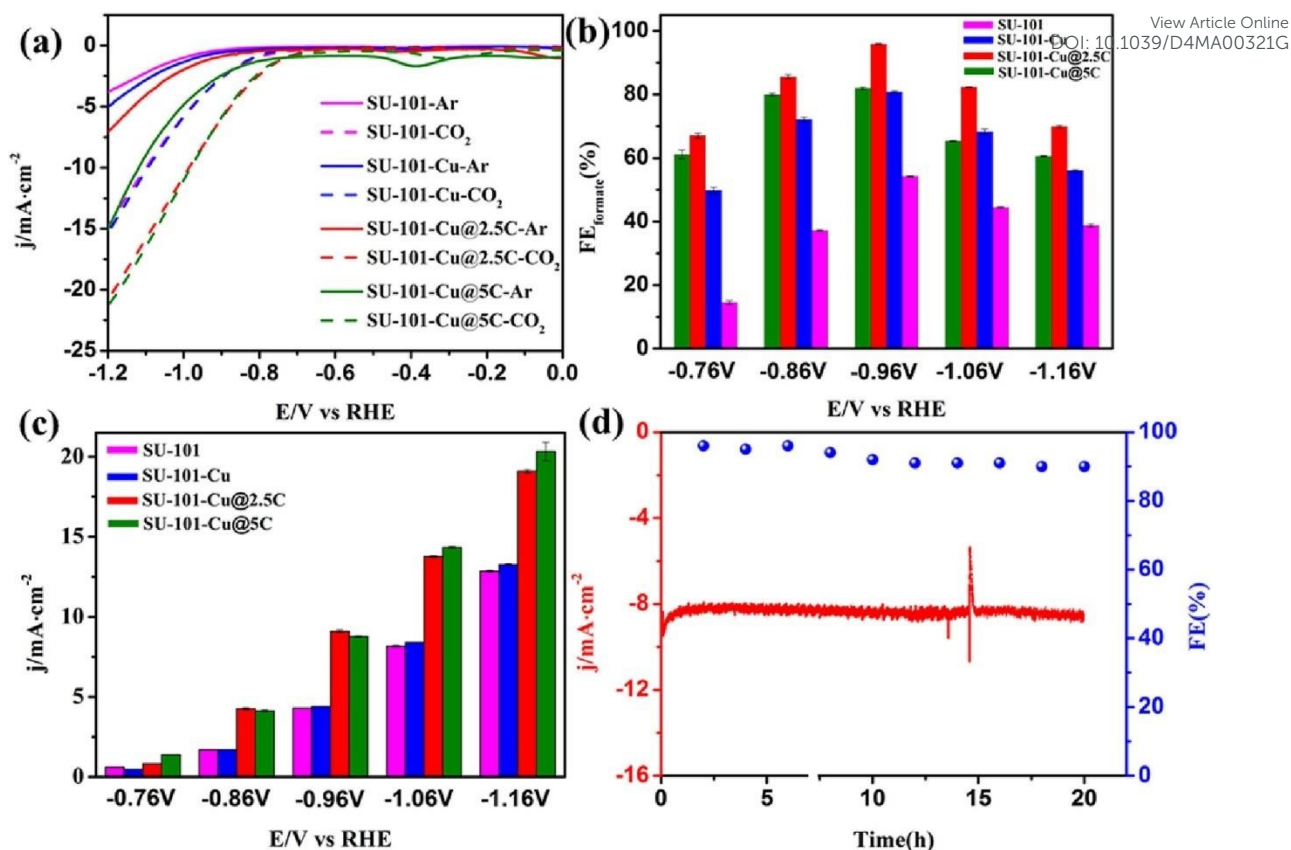 View Article Online
DOI: 10.1039/D4MA00321G
(a)
0
-5
-10
-15
-20
-25
j/mA·cm-2
SU-101-Ar
SU-101-CO2
SU-101-Cu-Ar
SU-101-Cu-CO2
SU-101-Cu@2.5C-Ar
SU-101-Cu@2.5C-CO2
SU-101-Cu@5C-Ar
SU-101-Cu@5C-CO2
-1.2 -1.0 -0.8 -0.6 -0.4 -0.2 0.0
E/V vs RHE
(b)
100
80
60
40
20
0
FEformate(%)
SU-101
SU-101-Cu
SU-101-Cu@2.5C
SU-101-Cu@5C
-0.76V -0.86V -0.96V -1.06V -1.16V
E/V vs RHE
(c)
20
15
10
5
0
j/mA·cm-2
SU-101
SU-101-Cu
SU-101-Cu@2.5C
SU-101-Cu@5C
-0.76V -0.86V -0.96V -1.06V -1.16V
E/V vs RHE
(d)
0
-4
-8
-12
-16
j/mA·cm-2
100
80
60
40
20
0
FE(%)
0 5 10 15 20
Time(h)